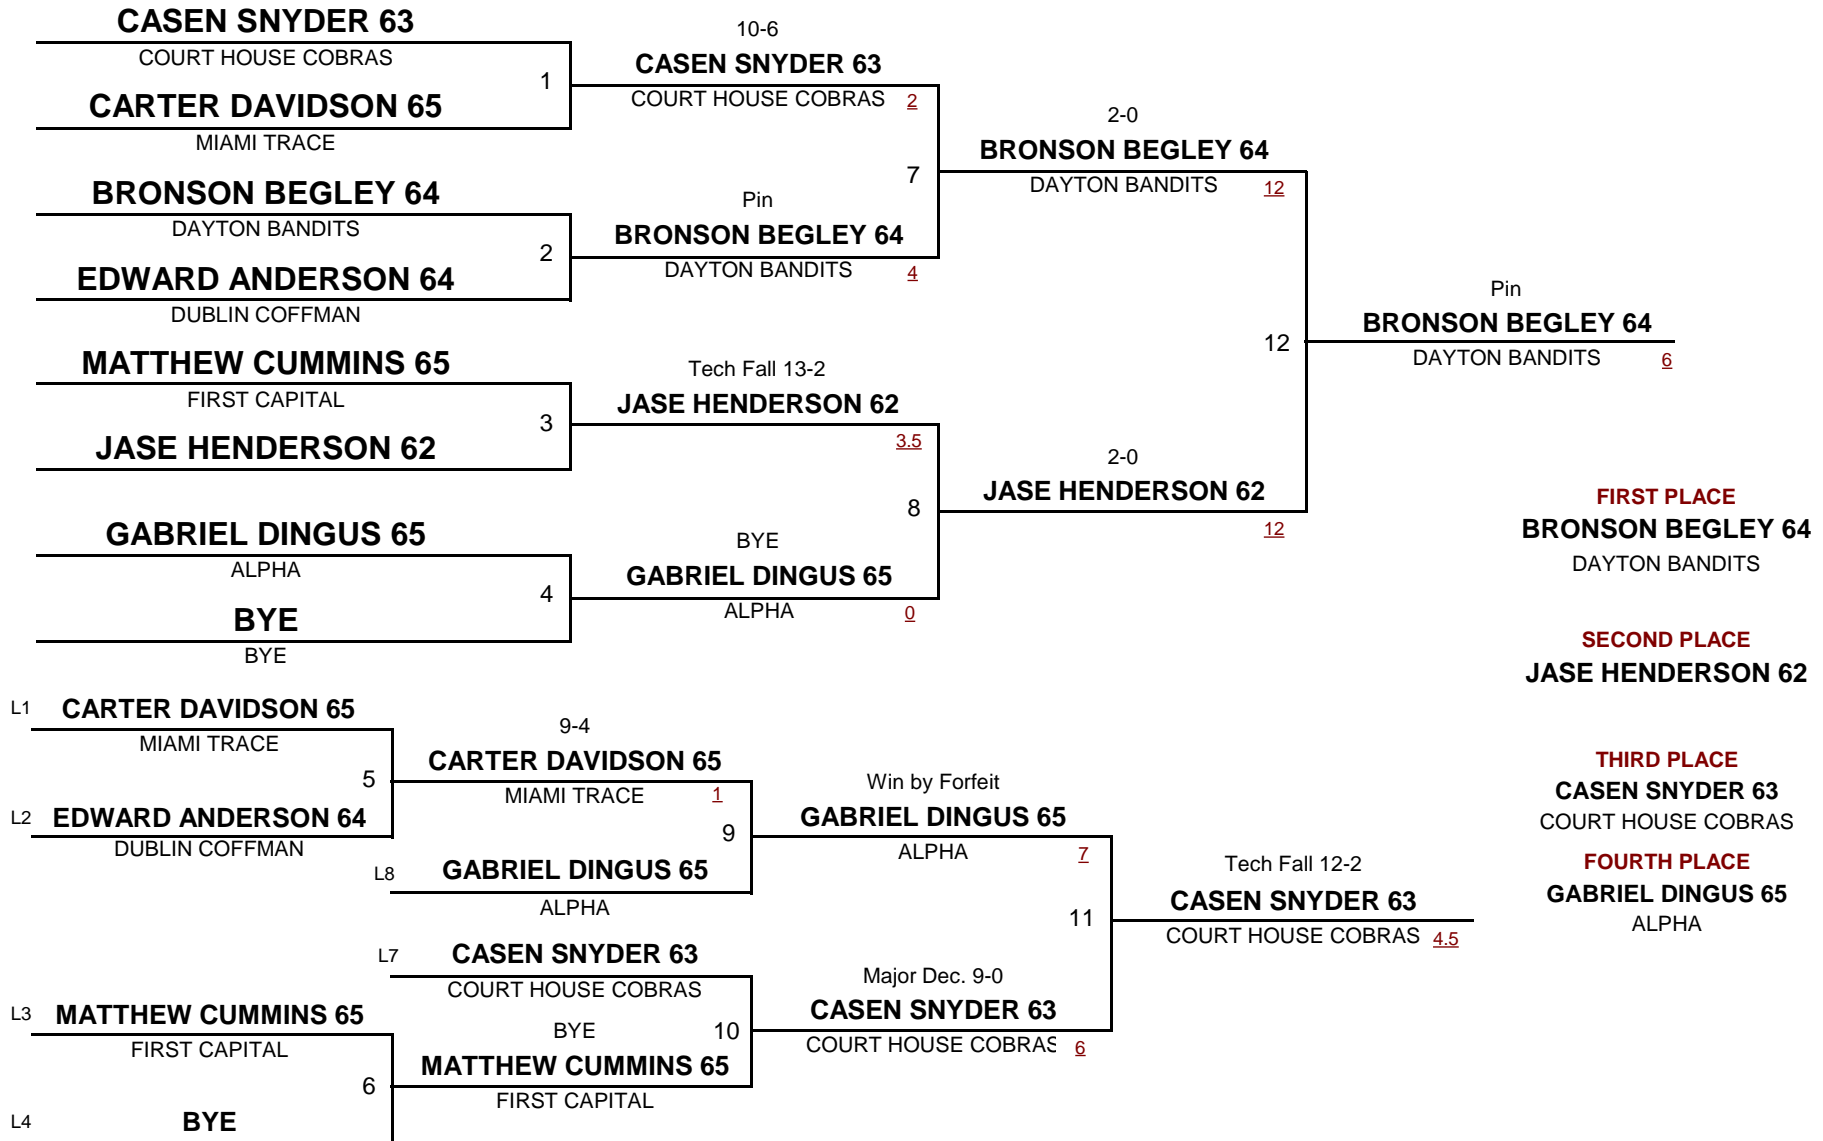 CASEN SNYDER 63
COURT HOUSE COBRAS
1
CARTER DAVIDSON 65
MIAMI TRACE
BRONSON BEGLEY 64
DAYTON BANDITS
2
EDWARD ANDERSON 64
DUBLIN COFFMAN
MATTHEW CUMMINS 65
FIRST CAPITAL
3
JASE HENDERSON 62
GABRIEL DINGUS 65
ALPHA
4
BYE
BYE
10-6
CASEN SNYDER 63
COURT HOUSE COBRAS 2
7
Pin
BRONSON BEGLEY 64
DAYTON BANDITS 4
Tech Fall 13-2
JASE HENDERSON 62
3.5
8
BYE
GABRIEL DINGUS 65
ALPHA 0
2-0
BRONSON BEGLEY 64
DAYTON BANDITS 12
12
2-0
JASE HENDERSON 62
12
Pin
BRONSON BEGLEY 64
DAYTON BANDITS 6
FIRST PLACE
BRONSON BEGLEY 64
DAYTON BANDITS
SECOND PLACE
JASE HENDERSON 62
THIRD PLACE
CASEN SNYDER 63
COURT HOUSE COBRAS
FOURTH PLACE
GABRIEL DINGUS 65
ALPHA
L1 CARTER DAVIDSON 65
MIAMI TRACE
5
L2 EDWARD ANDERSON 64
DUBLIN COFFMAN
L3 MATTHEW CUMMINS 65
FIRST CAPITAL
6
L4 BYE
9-4
CARTER DAVIDSON 65
MIAMI TRACE 1
9
L8 GABRIEL DINGUS 65
ALPHA
L7 CASEN SNYDER 63
COURT HOUSE COBRAS
BYE 10
MATTHEW CUMMINS 65
FIRST CAPITAL
Win by Forfeit
GABRIEL DINGUS 65
ALPHA 7
11
Major Dec. 9-0
CASEN SNYDER 63
COURT HOUSE COBRAS 6
Tech Fall 12-2
CASEN SNYDER 63
COURT HOUSE COBRAS 4.5